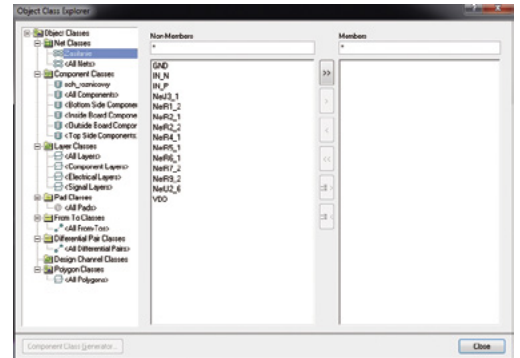 Object Class Explorer
Object Classes
Net Classes
<All Nets>
Component Classes
sch_roznicowy
<All Components>
<Bottom Side Componen
<Inside Board Compone
<Outside Board Compor
<Top Side Components
Layer Classes
<All Layers>
<Component Layers>
<Electrical Layers>
<Signal Layers>
Pad Classes
<All Pads>
From To Classes
<All From-Tos>
Differential Pair Classes
<All Differential Pairs>
Design Channel Classes
Polygon Classes
<All Polygons>
Non-Members
*
GND
IN_N
IN_P
NetJ3_1
NetR1_2
NetR2_1
NetR2_2
NetR4_1
NetR5_1
NetR6_1
NetR7_2
NetR9_2
NetU2_6
VDD
>>
>
<
<<
Members
*
Component Class Generator...
Close